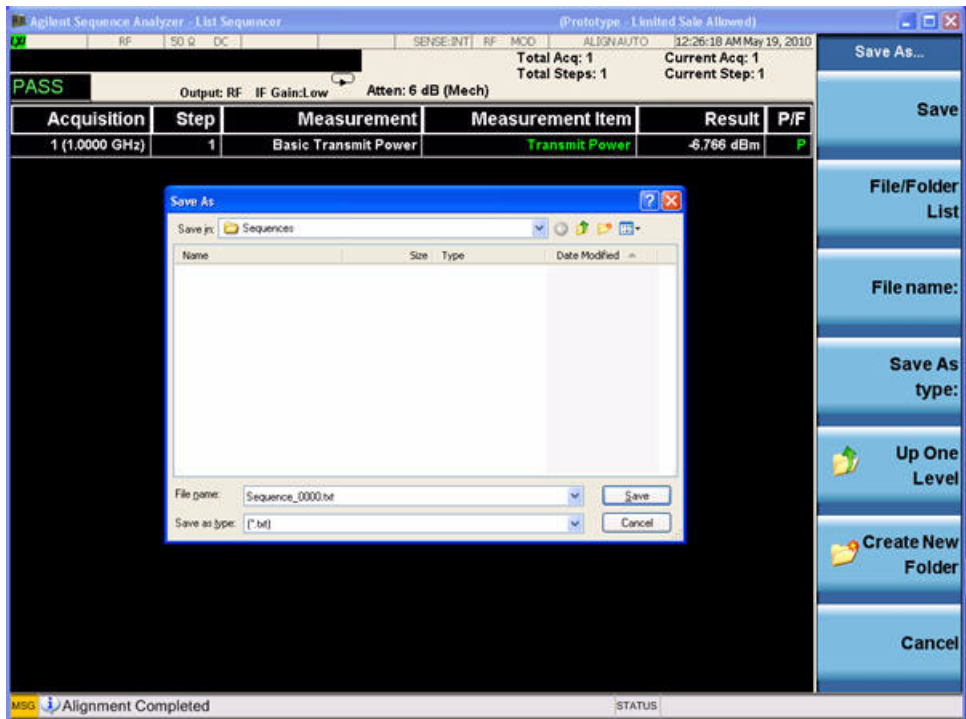 Agilent Sequence Analyzer - List Sequencer (Prototype - Limited Sale Allowed)
RF 50 Ω DC SENSE:INT RF MOD ALIGN AUTO 12:26:18 AM May 19, 2010
Total Acq: 1 Current Acq: 1
Total Steps: 1 Current Step: 1
PASS
Output: RF IF Gain:Low Atten: 6 dB (Mech)
Acquisition Step Measurement Measurement Item Result P/F
1 (1.0000 GHz) 1 Basic Transmit Power Transmit Power -6.766 dBm P
Save As
Save in: Sequences
Name Size Type Date Modified
File name: Sequence_0000.txt Save
Save as type: (*.txt) Cancel
Save As...
Save
File/Folder
List
File name:
Save As
type:
Up One
Level
Create New
Folder
Cancel
MSG Alignment Completed STATUS